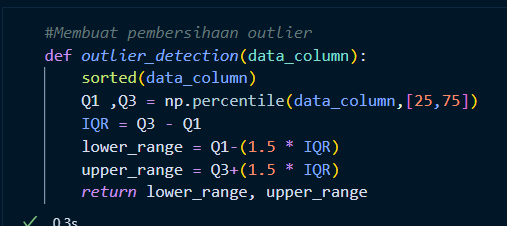 #Membuat pembersihaan outlier
def outlier_detection(data_column):
    sorted(data_column)
    Q1 ,Q3 = np.percentile(data_column,[25,75])
    IQR = Q3 - Q1
    lower_range = Q1-(1.5 * IQR)
    upper_range = Q3+(1.5 * IQR)
    return lower_range, upper_range
0.3s